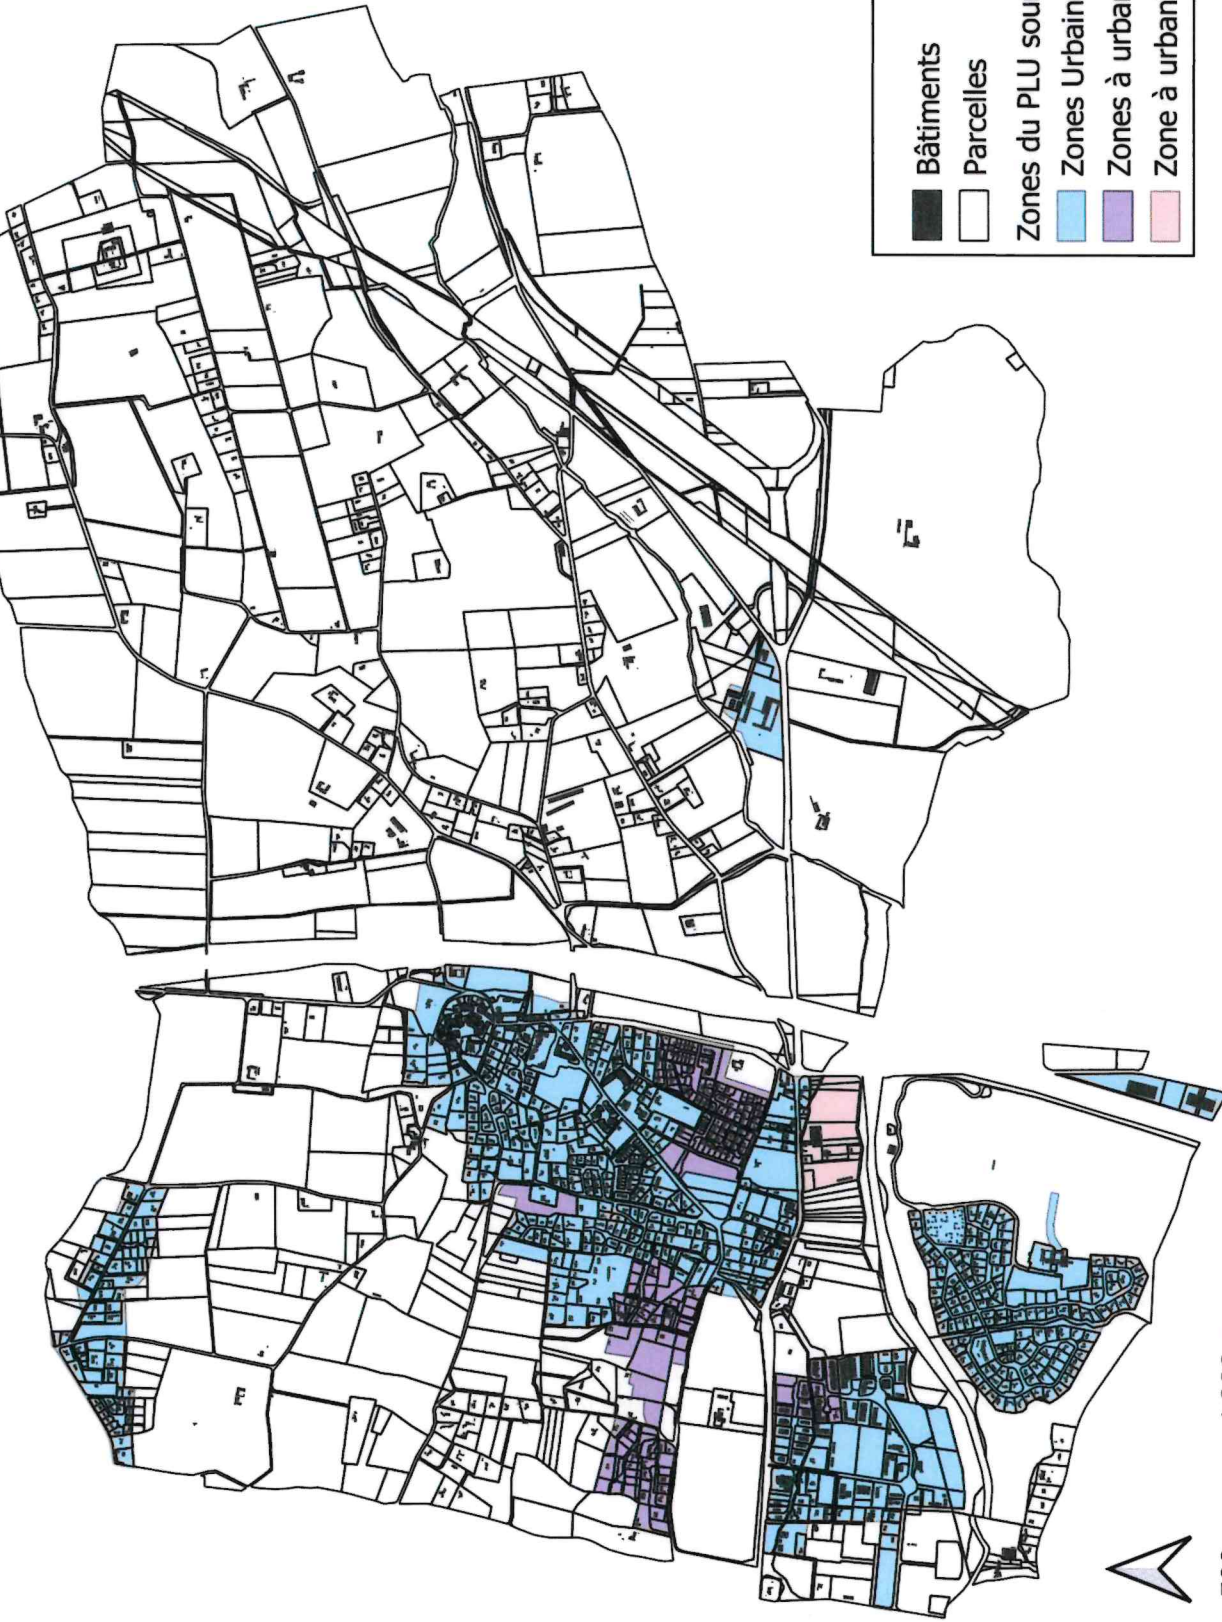 Bâtiments
Parcelles
Zones du PLU sou
Zones Urbain
Zones à urba
Zone à urban